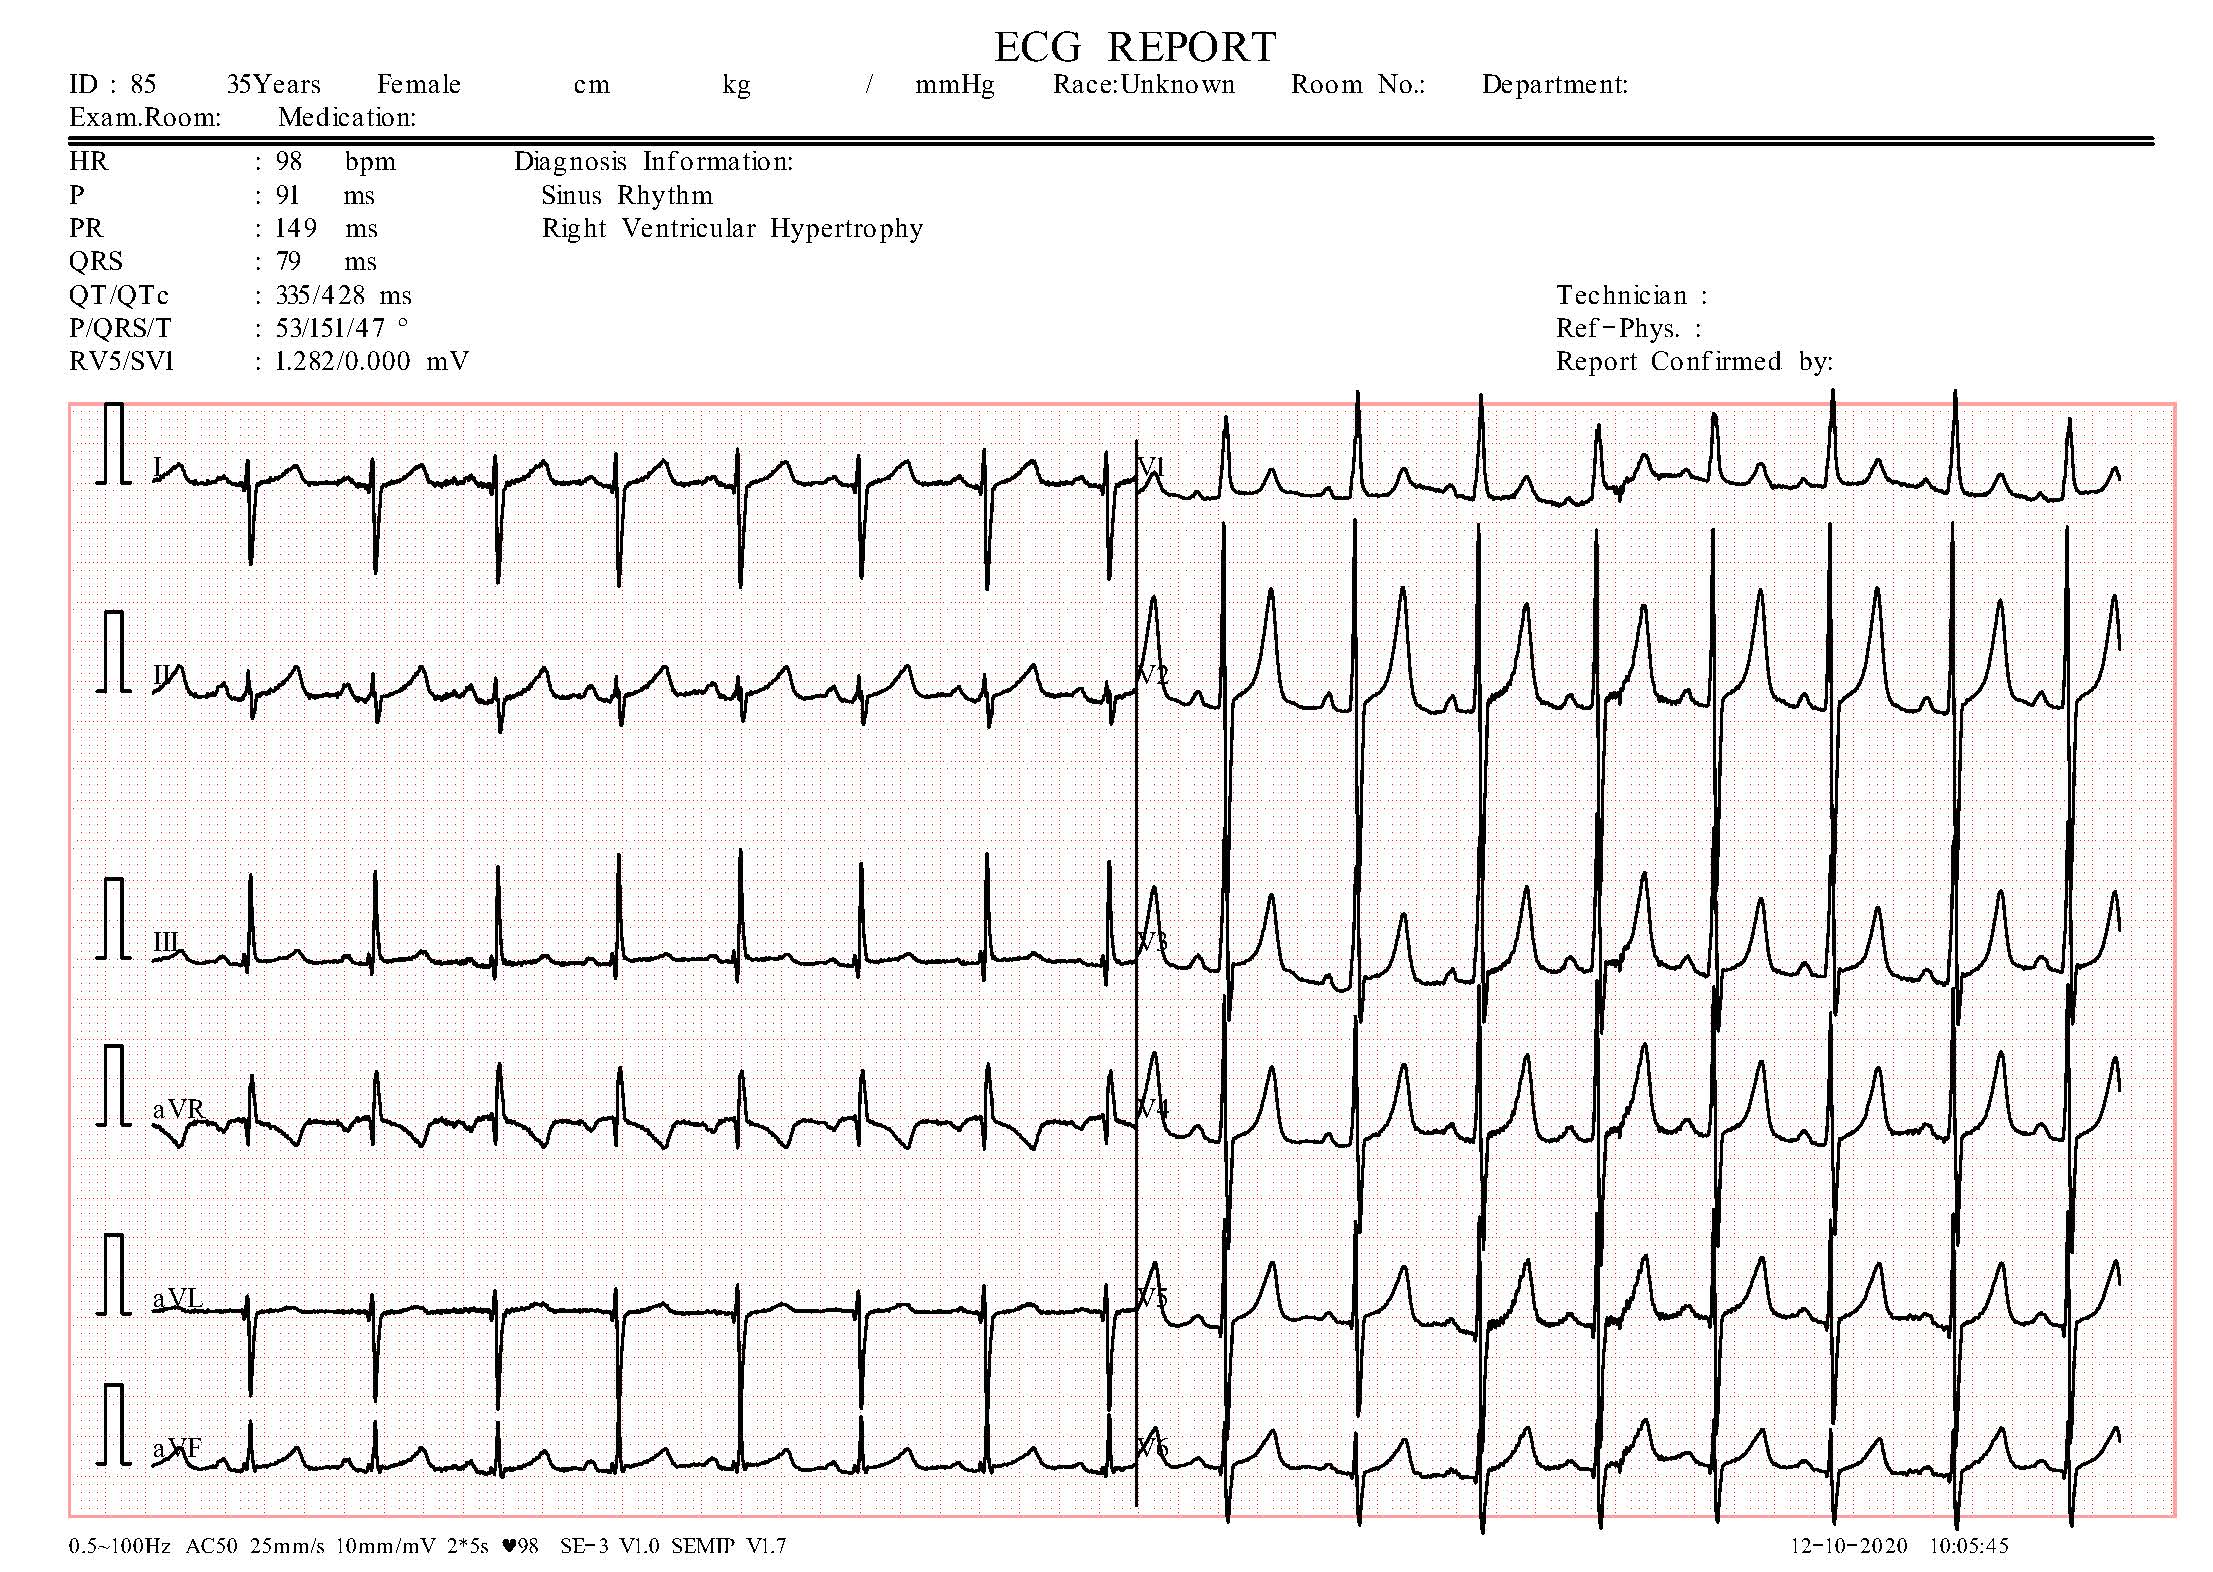 ECG REPORT
ID : 85 35Years Female cm kg / mmHg Race:Unknown Room No.: Department:
Exam.Room: Medication:
HR : 98 bpm Diagnosis Information:
P : 91 ms Sinus Rhythm
PR : 149 ms Right Ventricular Hypertrophy
QRS : 79 ms
QT/QTc : 335/428 ms Technician :
P/QRS/T : 53/151/47 ° Ref-Phys. :
RV5/SV1 : 1.282/0.000 mV Report Confirmed by:
I V1
II V2
III V3
aVR V4
aVL V5
aVF V6
0.5~100Hz AC50 25mm/s 10mm/mV 2*5s ♥98 SE-3 V1.0 SEMIP V1.7 12-10-2020 10:05:45